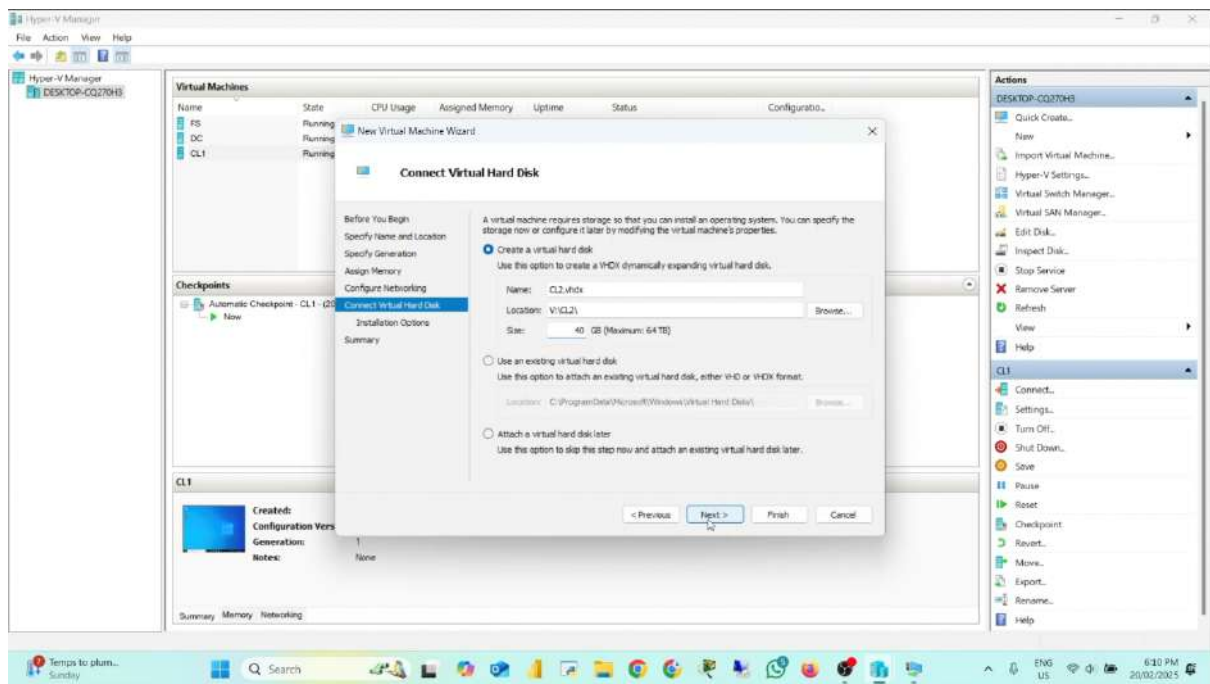 Hyper-V Manager
File Action View Help
Hyper-V Manager
DESKTOP-CQ270H3
Virtual Machines
Name State CPU Usage Assigned Memory Uptime Status Configuratio..
FS Running
DC Running
CL1 Running
Checkpoints
Automatic Checkpoint - CL1 - (20
Now
CL1
Created:
Configuration Vers
Generation: 1
Notes: None
Summary Memory Networking
New Virtual Machine Wizard
Connect Virtual Hard Disk
Before You Begin
Specify Name and Location
Specify Generation
Assign Memory
Configure Networking
Connect Virtual Hard Disk
Installation Options
Summary
A virtual machine requires storage so that you can install an operating system. You can specify the
storage now or configure it later by modifying the virtual machine's properties.
Create a virtual hard disk
Use this option to create a VHDX dynamically expanding virtual hard disk.
Name: CL2.vhdx
Location: V:\CL2\ Browse...
Size: 40 GB (Maximum: 64 TB)
Use an existing virtual hard disk
Use this option to attach an existing virtual hard disk, either VHD or VHDX format.
Location: C:\ProgramData\Microsoft\Windows\Virtual Hard Disks\ Browse...
Attach a virtual hard disk later
Use this option to skip this step now and attach an existing virtual hard disk later.
< Previous Next > Finish Cancel
Actions
DESKTOP-CQ270H3
Quick Create...
New
Import Virtual Machine...
Hyper-V Settings...
Virtual Switch Manager...
Virtual SAN Manager...
Edit Disk...
Inspect Disk...
Stop Service
Remove Server
Refresh
View
Help
CL1
Connect...
Settings...
Turn Off...
Shut Down...
Save
Pause
Reset
Checkpoint
Revert...
Move...
Export...
Rename...
Help
Temps to plum...
Sunday
Search
ENG
US
6:10 PM
20/02/2025